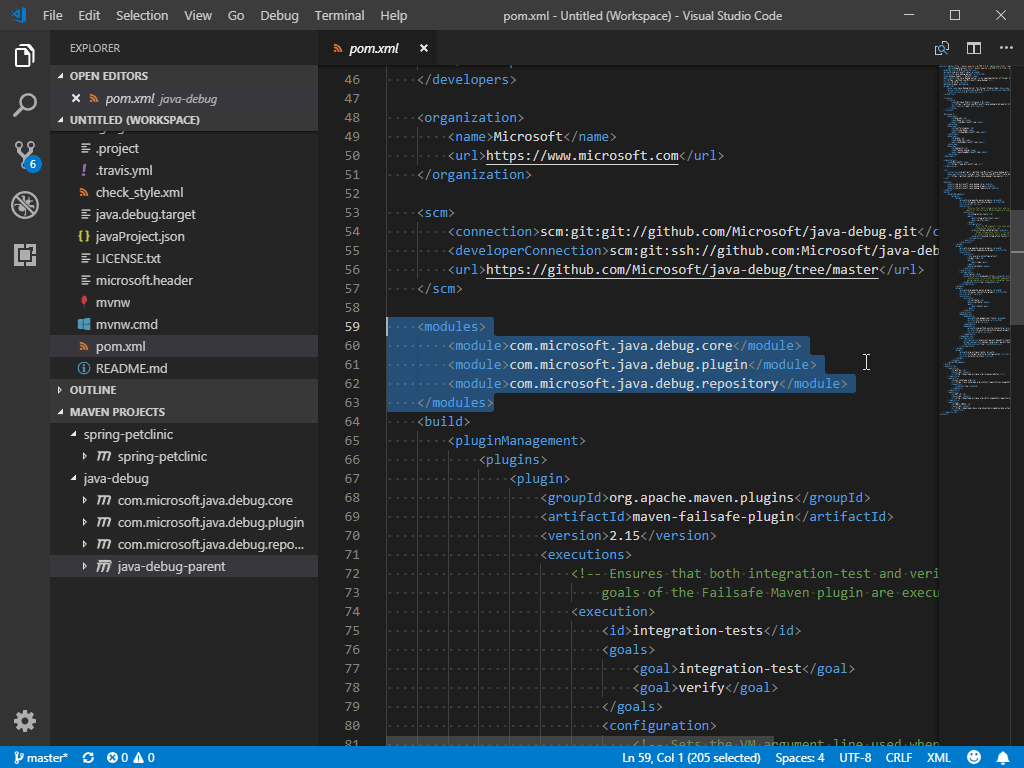 File Edit Selection View Go Debug Terminal Help
pom.xml - Untitled (Workspace) - Visual Studio Code
EXPLORER
OPEN EDITORS
pom.xml java-debug
UNTITLED (WORKSPACE)
.project
.travis.yml
check_style.xml
java.debug.target
javaProject.json
LICENSE.txt
microsoft.header
mvnw
mvnw.cmd
pom.xml
README.md
OUTLINE
MAVEN PROJECTS
spring-petclinic
spring-petclinic
java-debug
com.microsoft.java.debug.core
com.microsoft.java.debug.plugin
com.microsoft.java.debug.repo...
java-debug-parent
6
pom.xml
46 </developers>
47
48 <organization>
49 <name>Microsoft</name>
50 <url>https://www.microsoft.com</url>
51 </organization>
52
53 <scm>
54 <connection>scm:git:git://github.com/Microsoft/java-debug.git</c
55 <developerConnection>scm:git:ssh://github.com/Microsoft/java-deb
56 <url>https://github.com/Microsoft/java-debug/tree/master</url>
57 </scm>
58
59 <modules>
60 <module>com.microsoft.java.debug.core</module>
61 <module>com.microsoft.java.debug.plugin</module>
62 <module>com.microsoft.java.debug.repository</module>
63 </modules>
64 <build>
65 <pluginManagement>
66 <plugins>
67 <plugin>
68 <groupId>org.apache.maven.plugins</groupId>
69 <artifactId>maven-failsafe-plugin</artifactId>
70 <version>2.15</version>
71 <executions>
72 <!-- Ensures that both integration-test and veri
73 goals of the Failsafe Maven plugin are execu
74 <execution>
75 <id>integration-tests</id>
76 <goals>
77 <goal>integration-test</goal>
78 <goal>verify</goal>
79 </goals>
80 <configuration>
81 <!-- Sets the VM argument line used when
master* 0 0
Ln 59, Col 1 (205 selected) Spaces: 4 UTF-8 CRLF XML